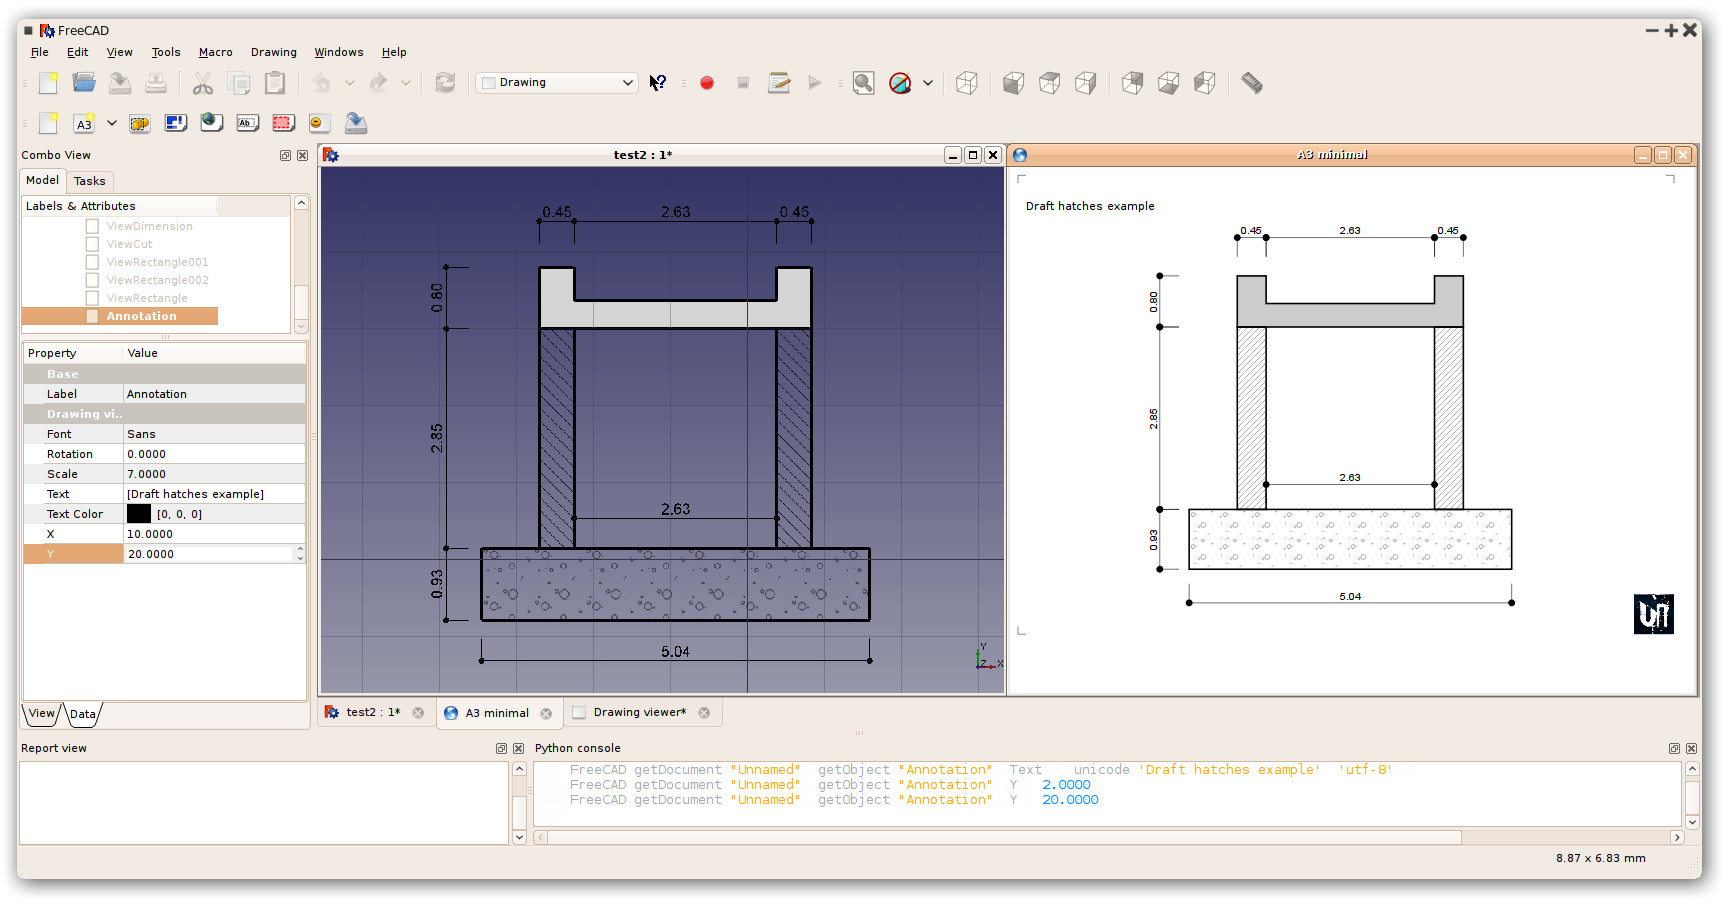 FreeCAD
File Edit View Tools Macro Drawing Windows Help
Drawing
A3
Ab
Combo View
Model Tasks
Labels & Attributes
ViewDimension
ViewCut
ViewRectangle001
ViewRectangle002
ViewRectangle
Annotation
Property Value
Base
Label Annotation
Drawing vi..
Font Sans
Rotation 0.0000
Scale 7.0000
Text [Draft hatches example]
Text Color [0, 0, 0]
X 10.0000
Y 20.0000
View Data
test2 : 1*
0.45 2.63 0.45
0.80
2.85
2.63
0.93
5.04
Y
Z X
A3 minimal
Draft hatches example
0.45 2.63 0.45
0.80
2.85
2.63
0.93
5.04
un
test2 : 1* A3 minimal Drawing viewer*
Report view
Python console
FreeCAD getDocument "Unnamed" getObject "Annotation" Text unicode 'Draft hatches example' 'utf-8'
FreeCAD getDocument "Unnamed" getObject "Annotation" Y 2.0000
FreeCAD getDocument "Unnamed" getObject "Annotation" Y 20.0000
8.87 x 6.83 mm